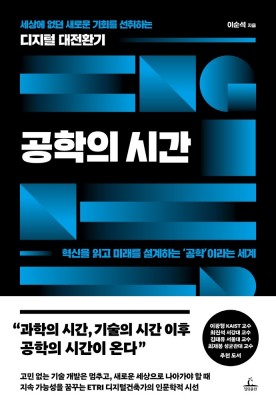 세상에 없던 새로운 기회를 선취하는
디지털 대전환기
이순석 지음
공학의 시간
혁신을 읽고 미래를 설계하는 '공학'이라는 세계
"과학의 시간, 기술의 시간 이후
공학의 시간이 온다"
이광형 KAIST 교수
최진석 서강대 교수
김태유 서울대 교수
최재붕 성균관대 교수
추천 도서
고민 없는 기술 개발은 멈추고, 새로운 세상으로 나아가야 할 때
지속 가능성을 꿈꾸는 ETRI 디지털건축가의 인문학적 시선